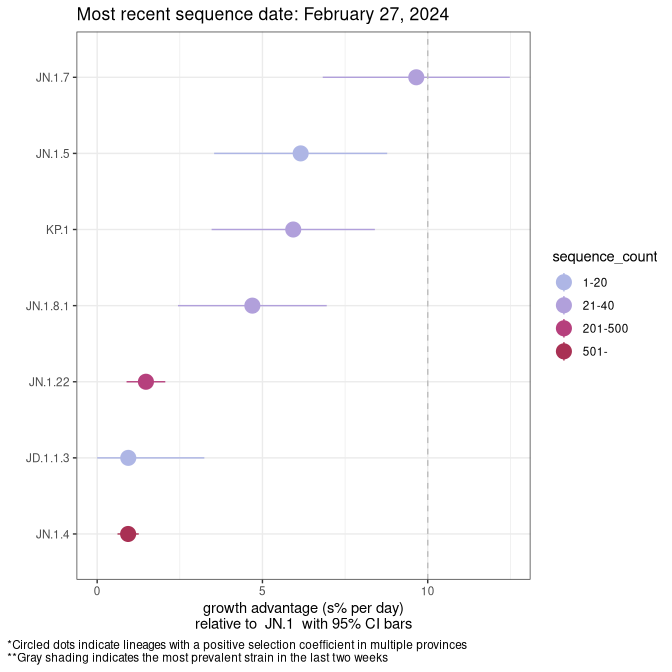 Most recent sequence date: February 27, 2024
JN.1.7
JN.1.5
KP.1
JN.1.8.1
JN.1.22
JD.1.1.3
JN.1.4
0 5 10
growth advantage (s% per day)
relative to JN.1 with 95% CI bars
sequence_count
1-20
21-40
201-500
501-
*Circled dots indicate lineages with a positive selection coefficient in multiple provinces
**Gray shading indicates the most prevalent strain in the last two weeks